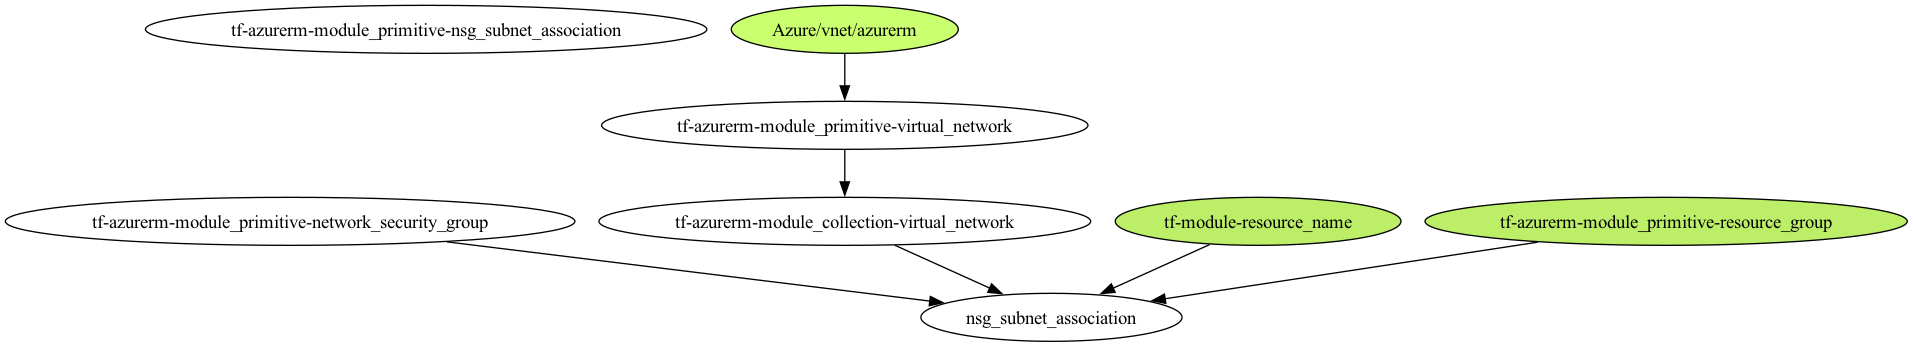 tf-azurerm-module_primitive-nsg_subnet_association
Azure/vnet/azurerm
tf-azurerm-module_primitive-virtual_network
tf-azurerm-module_primitive-network_security_group
tf-azurerm-module_collection-virtual_network
tf-module-resource_name
tf-azurerm-module_primitive-resource_group
nsg_subnet_association